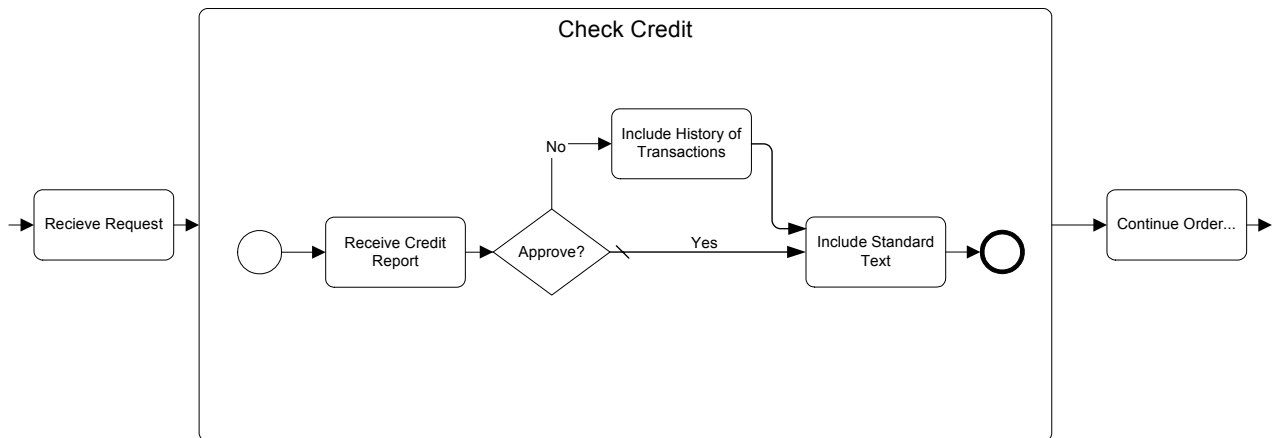 Check Credit
Recieve Request
Receive Credit
Report
Approve?
No
Include History of
Transactions
Yes
Include Standard
Text
Continue Order...